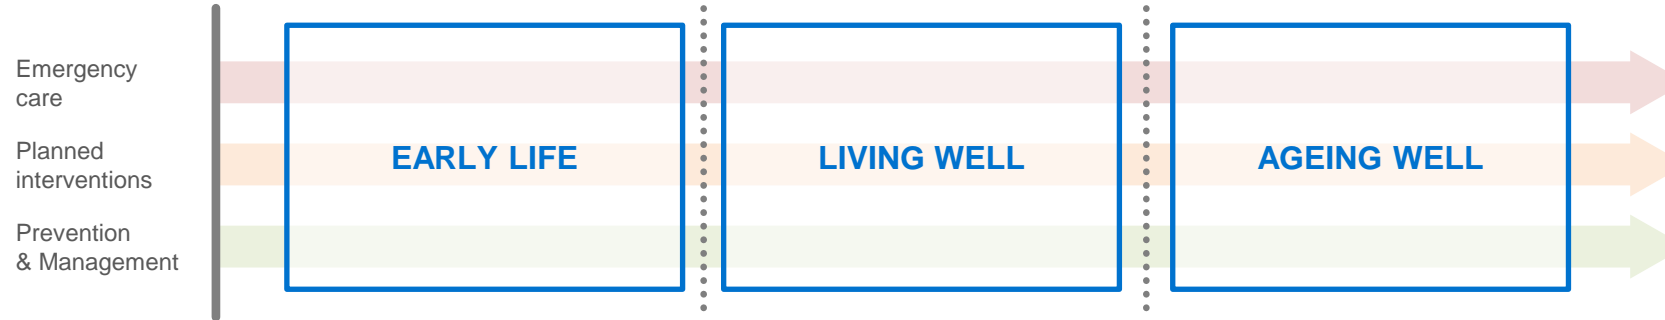 Emergency
care
Planned
interventions
Prevention
& Management
EARLY LIFE
LIVING WELL
AGEING WELL